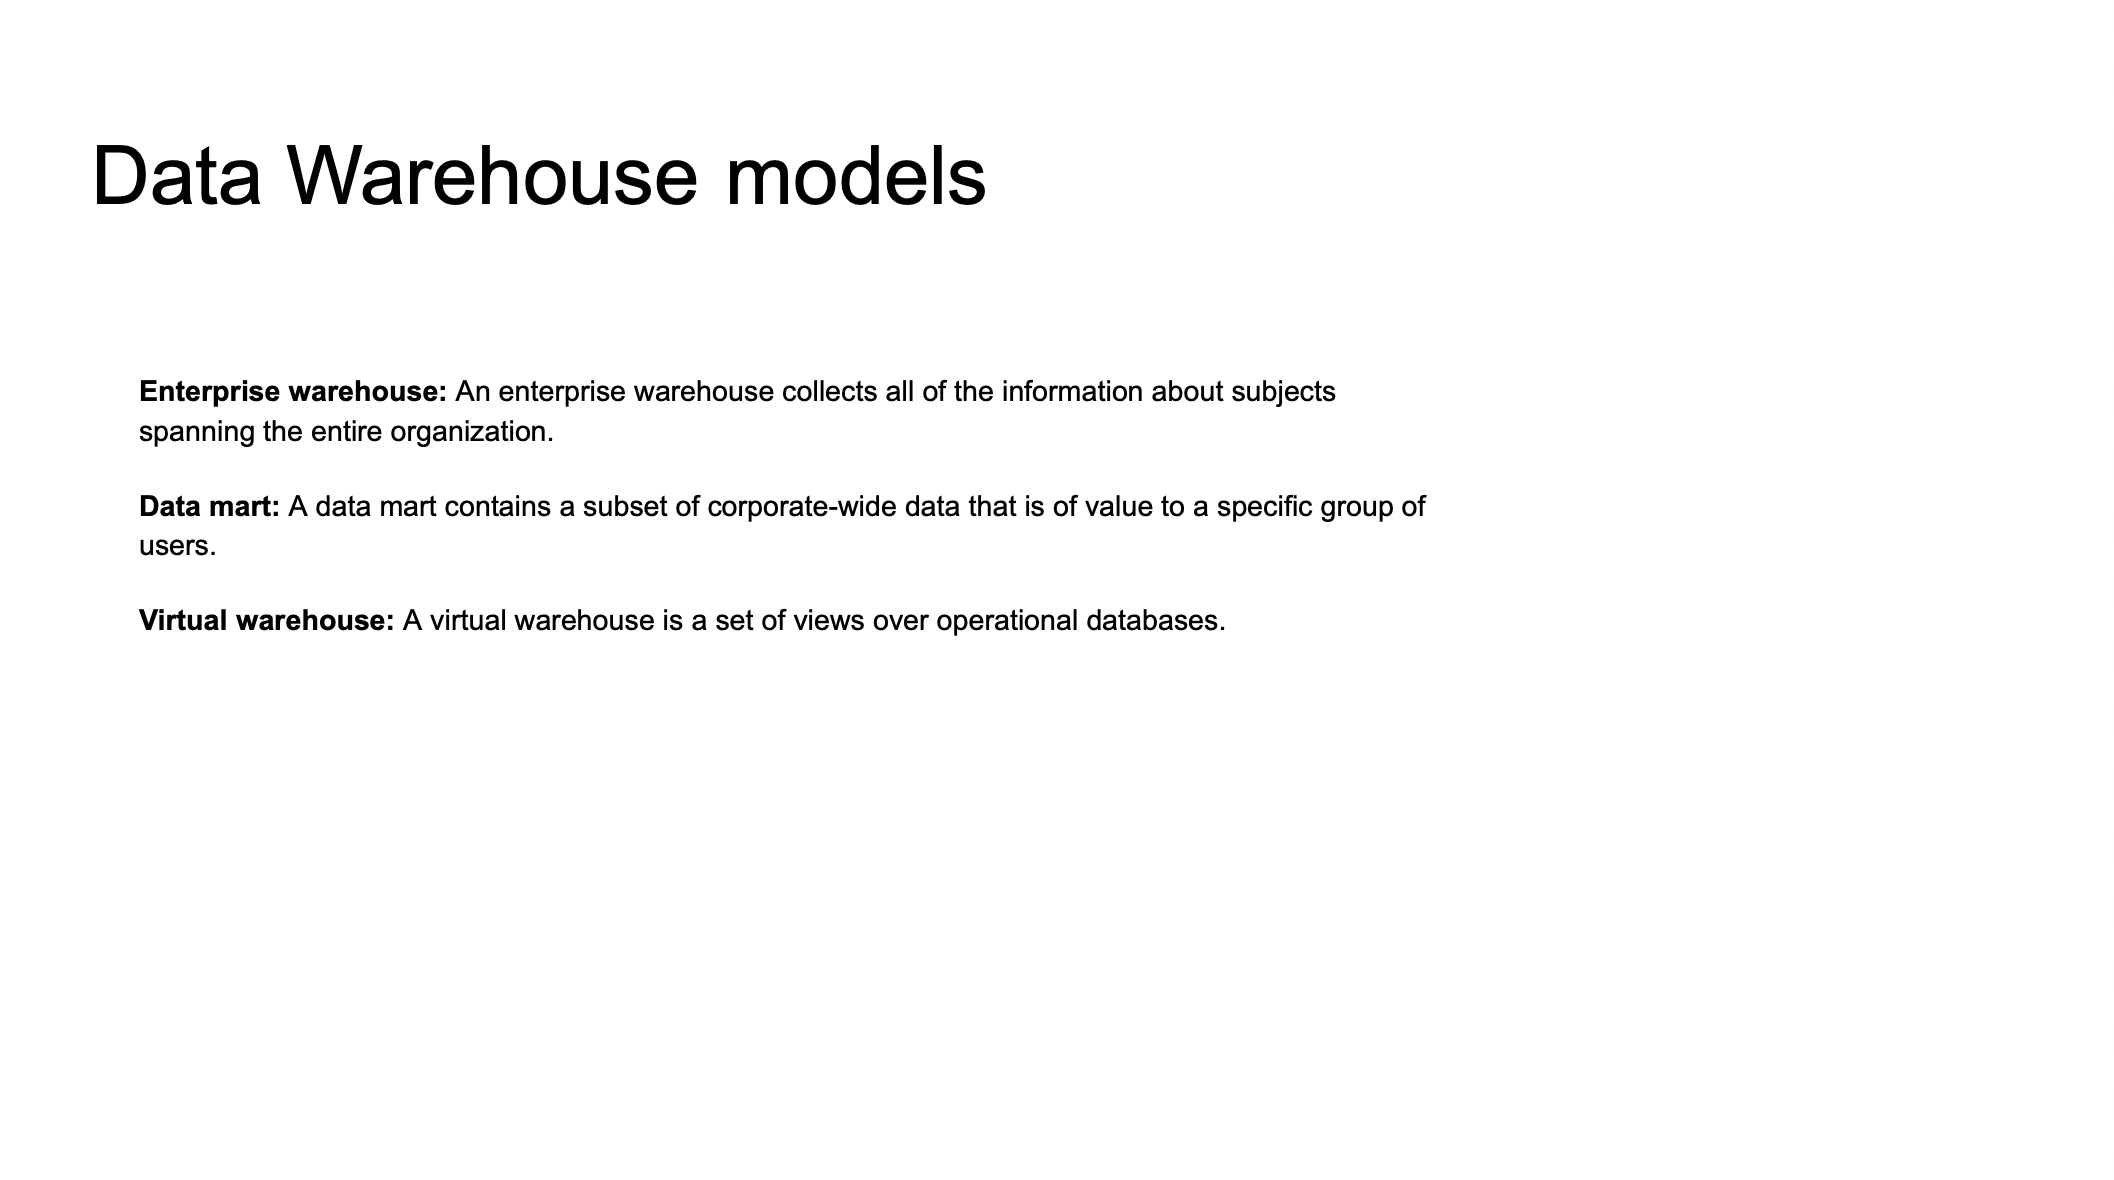 Data Warehouse models
Enterprise warehouse: An enterprise warehouse collects all of the information about subjects
spanning the entire organization.
Data mart: A data mart contains a subset of corporate-wide data that is of value to a specific group of
users.
Virtual warehouse: A virtual warehouse is a set of views over operational databases.